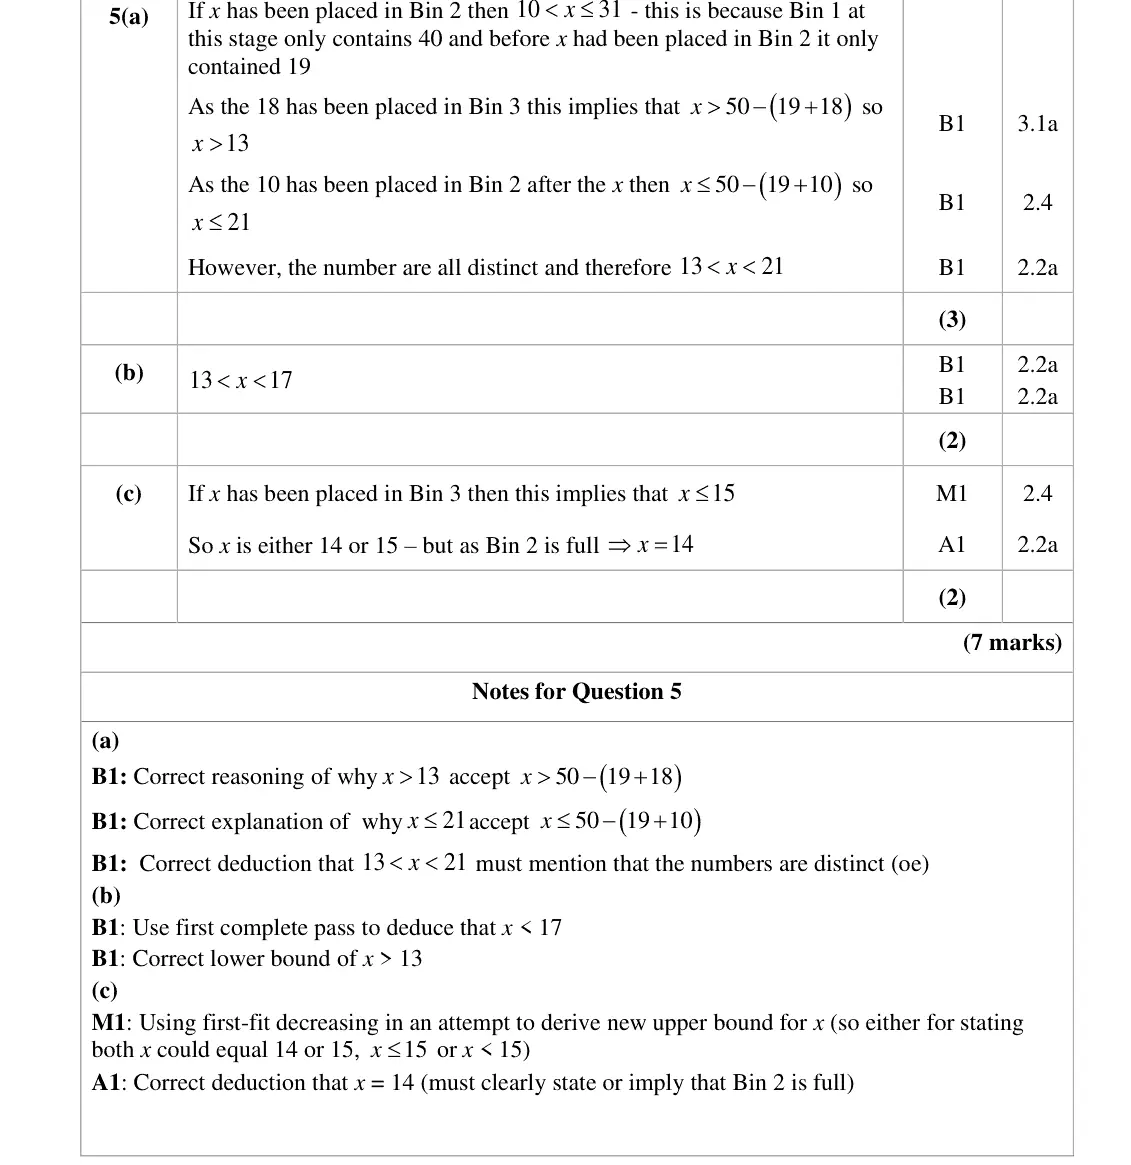 5(a)
If x has been placed in Bin 2 then 10 < x ≤ 31 - this is because Bin 1 at
this stage only contains 40 and before x had been placed in Bin 2 it only
contained 19
As the 18 has been placed in Bin 3 this implies that x > 50 – (19 + 18) so
x > 13
B1 3.1a
As the 10 has been placed in Bin 2 after the x then x ≤ 50 – (19 + 10) so
x ≤ 21
B1 2.4
However, the number are all distinct and therefore 13 < x < 21 B1 2.2a
(3)
(b) 13 < x < 17
B1 2.2a
B1 2.2a
(2)
(c) If x has been placed in Bin 3 then this implies that x ≤ 15 M1 2.4
So x is either 14 or 15 – but as Bin 2 is full ⇒ x = 14 A1 2.2a
(2)
(7 marks)
Notes for Question 5
(a)
B1: Correct reasoning of why x > 13 accept x > 50 – (19 + 18)
B1: Correct explanation of why x ≤ 21 accept x ≤ 50 – (19 + 10)
B1: Correct deduction that 13 < x < 21 must mention that the numbers are distinct (oe)
(b)
B1: Use first complete pass to deduce that x < 17
B1: Correct lower bound of x > 13
(c)
M1: Using first-fit decreasing in an attempt to derive new upper bound for x (so either for stating
both x could equal 14 or 15, x ≤ 15 or x < 15)
A1: Correct deduction that x = 14 (must clearly state or imply that Bin 2 is full)